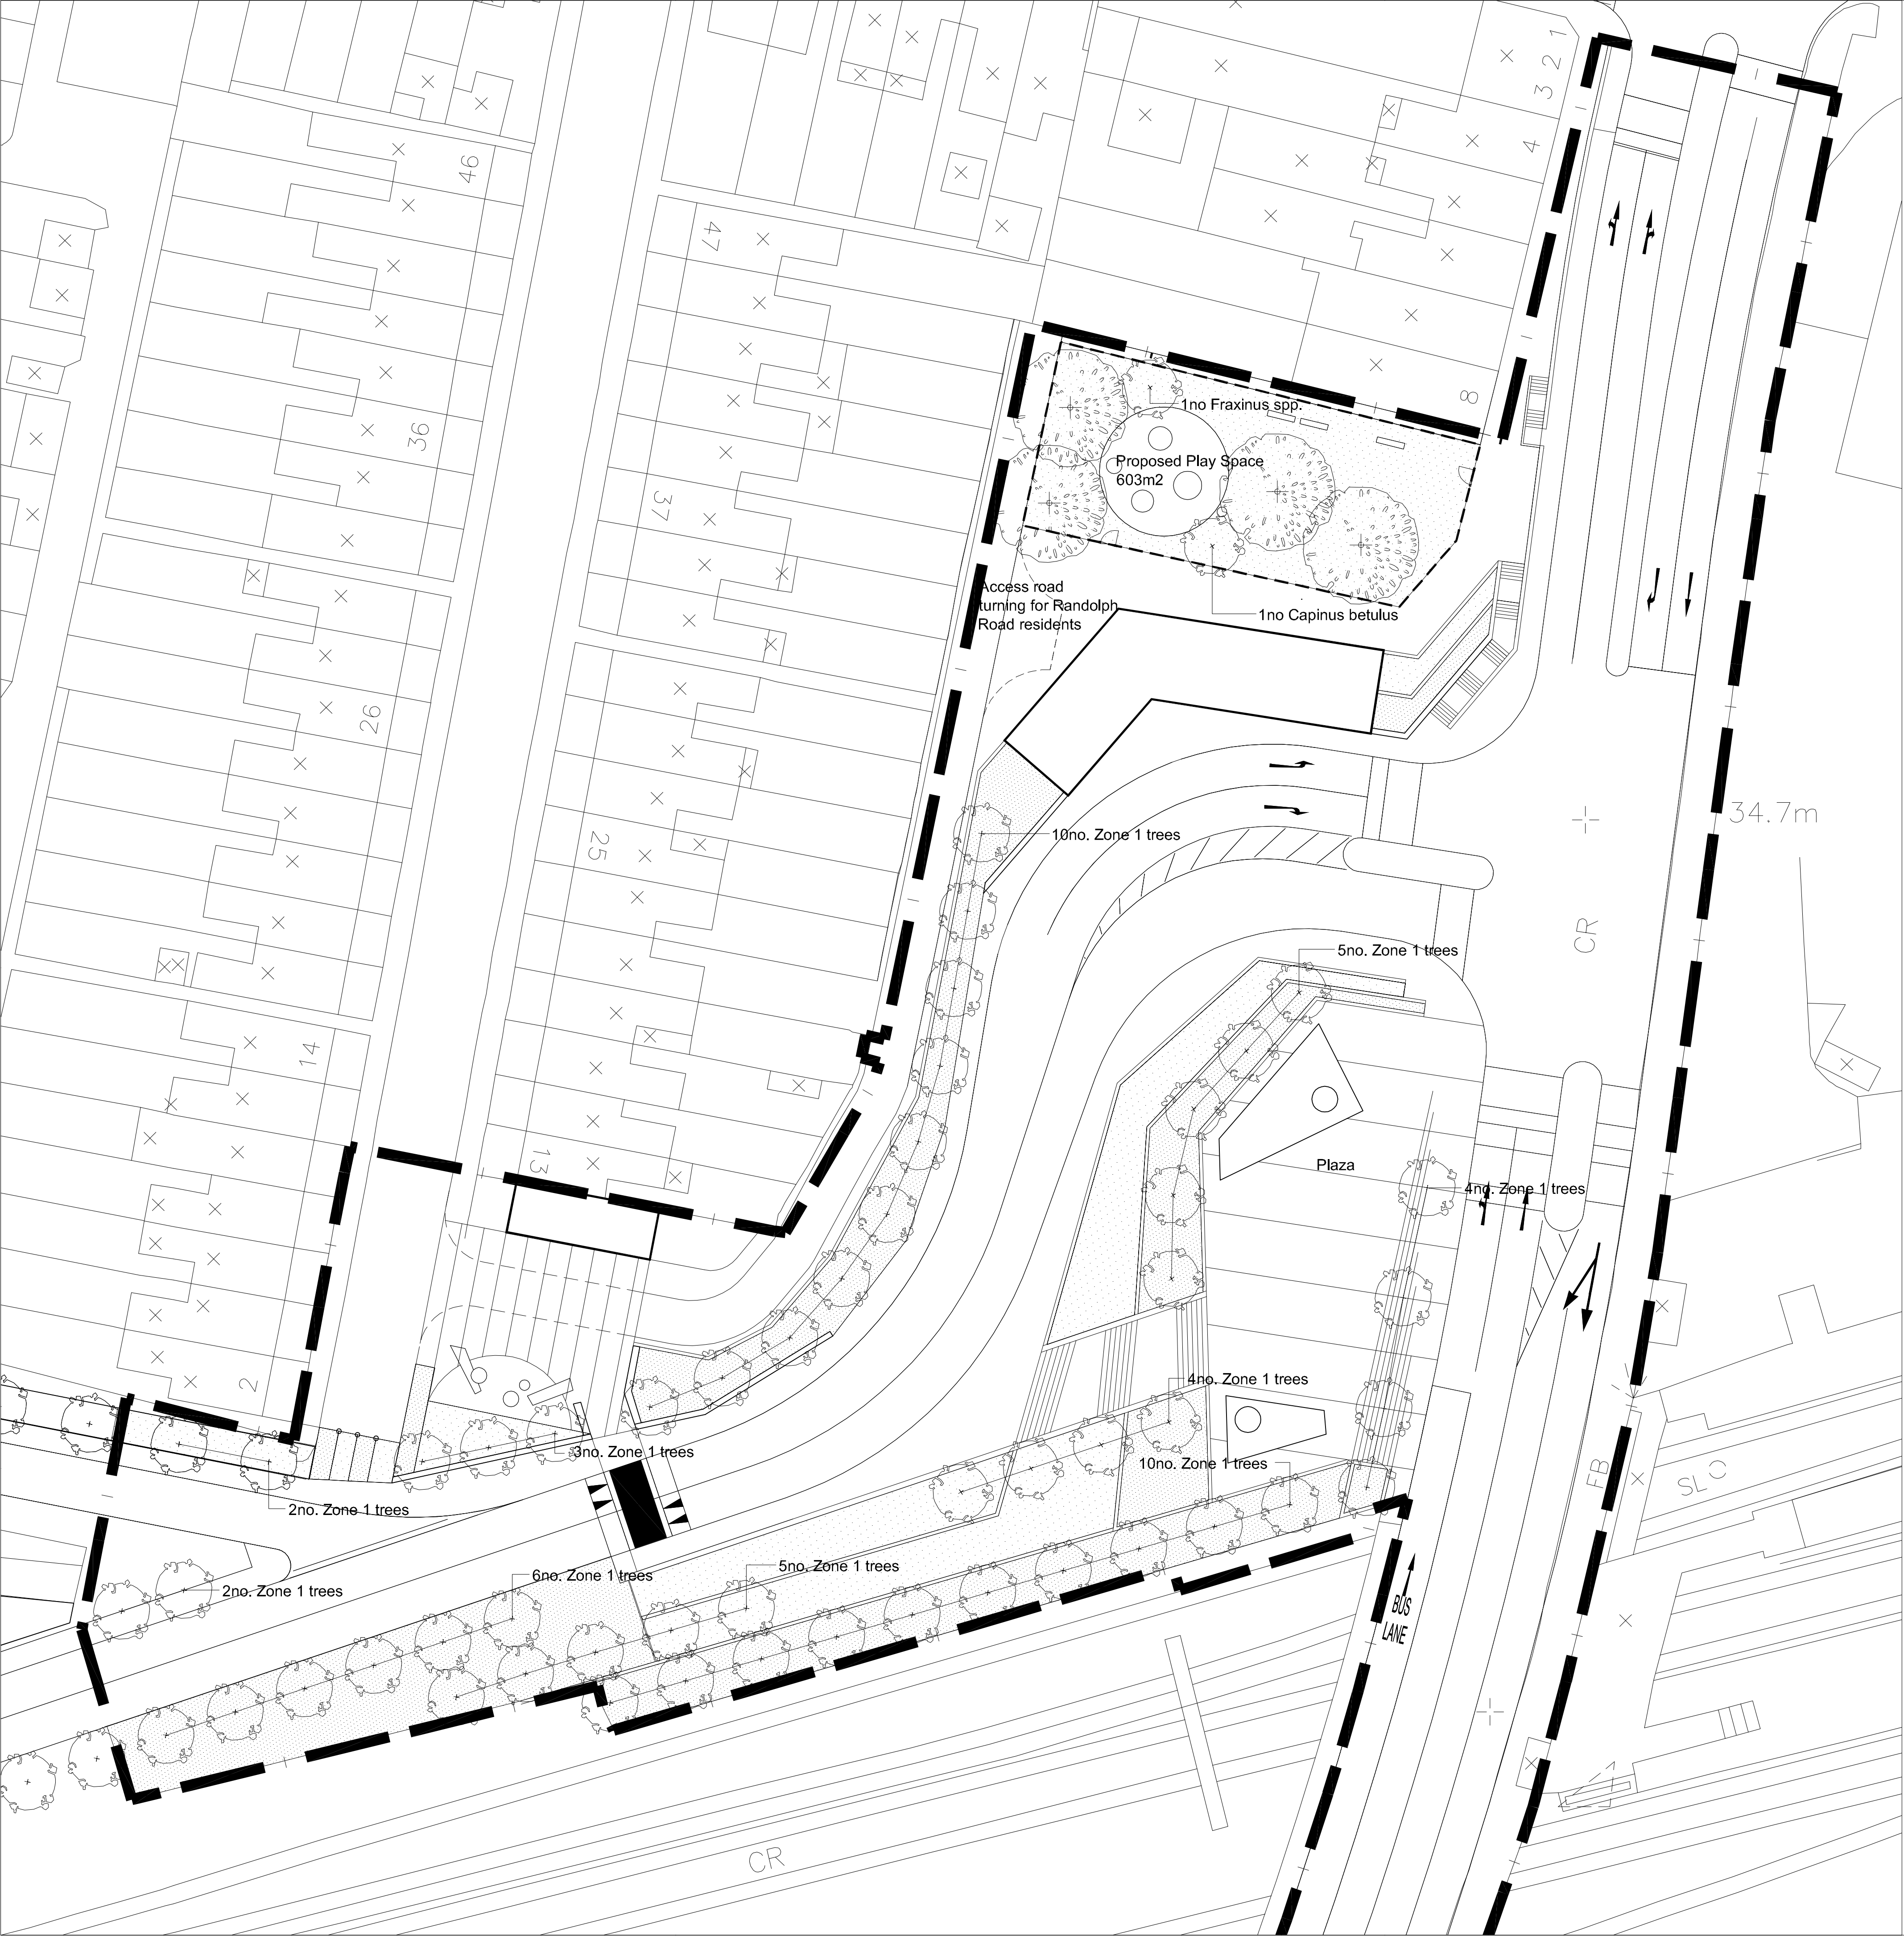 1
2
3
4
46
47
8
1no Fraxinus spp.
Proposed Play Space
603m2
36
37
Access road
turning for Randolph
Road residents
1no Capinus betulus
26
34.7m
10no. Zone 1 trees
25
CR
5no. Zone 1 trees
14
13
Plaza
4no. Zone 1 trees
2
4no. Zone 1 trees
3no. Zone 1 trees
10no. Zone 1 trees
FB
SL
2no. Zone 1 trees
6no. Zone 1 trees
5no. Zone 1 trees
2no. Zone 1 trees
BUS
LANE
CR